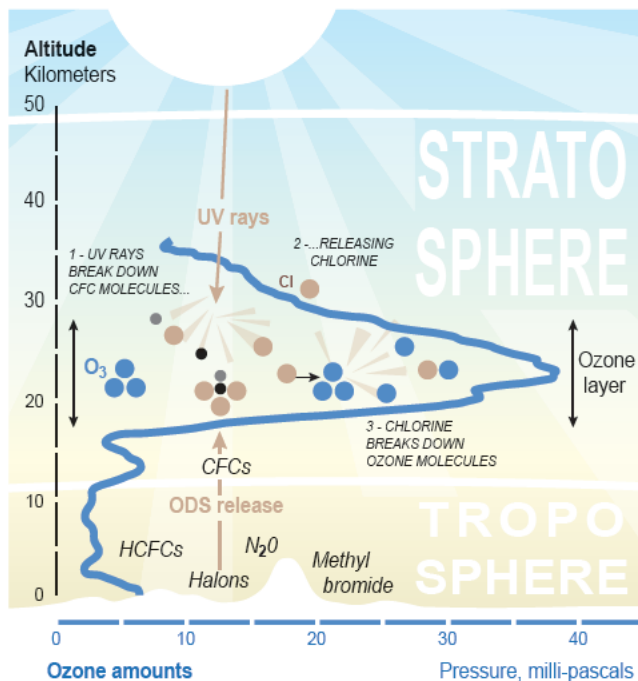 Altitude
Kilometers
50
STRATO
SPHERE
40
UV rays
1 - UV RAYS
BREAK DOWN
CFC MOLECULES...
2 -...RELEASING
CHLORINE
Cl
30
O3
Ozone
layer
20
3 - CHLORINE
BREAKS DOWN
OZONE MOLECULES
CFCs
10
ODS release
TROPO
SPHERE
HCFCs
N20
Halons
Methyl
bromide
0
0 10 20 30 40
Ozone amounts Pressure, milli-pascals